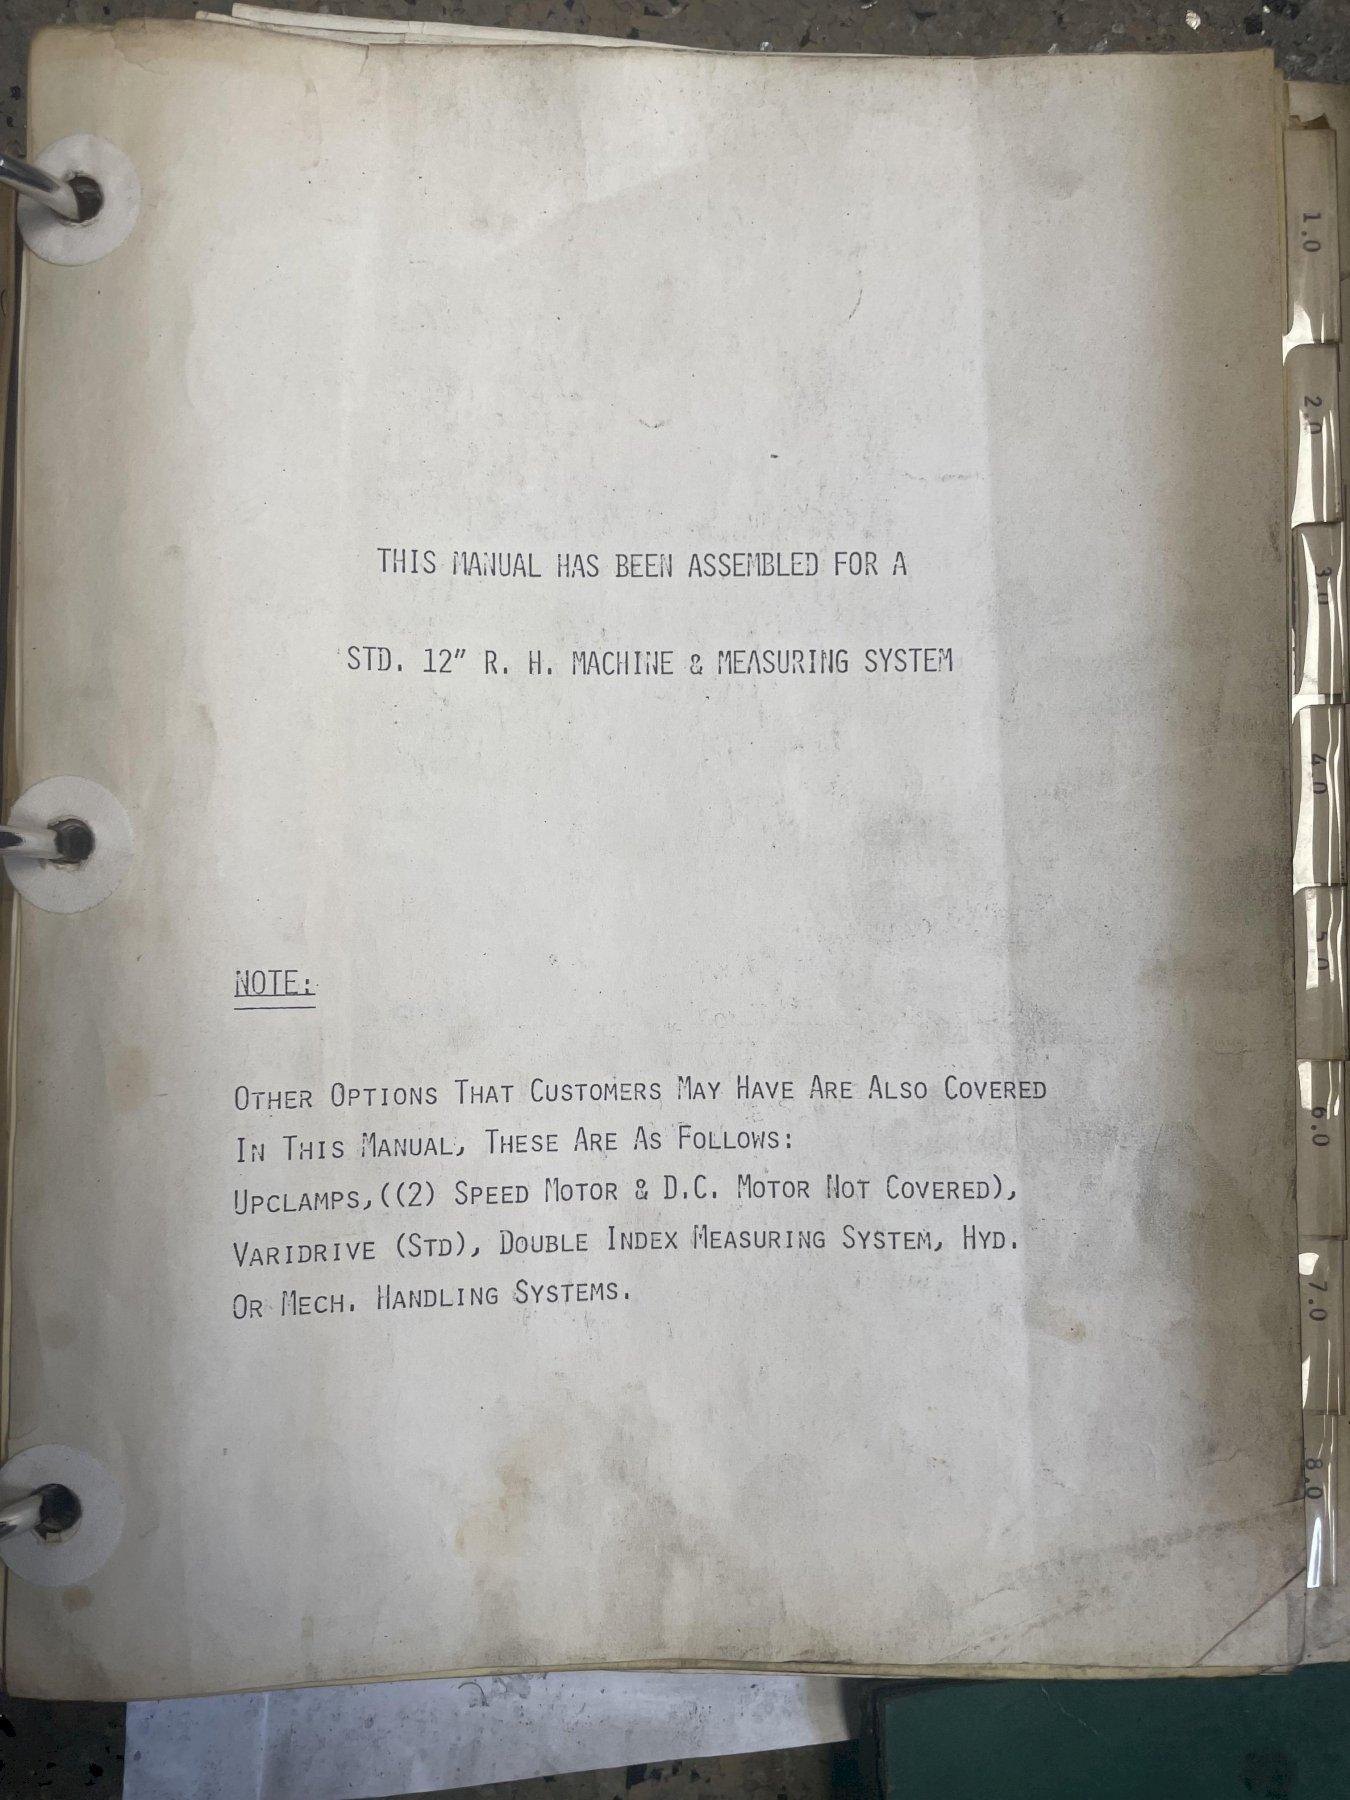 THIS MANUAL HAS BEEN ASSEMBLED FOR A
STD. 12" R. H. MACHINE & MEASURING SYSTEM
NOTE:
OTHER OPTIONS THAT CUSTOMERS MAY HAVE ARE ALSO COVERED
IN THIS MANUAL, THESE ARE AS FOLLOWS:
UPCLAMPS,((2) SPEED MOTOR & D.C. MOTOR NOT COVERED),
VARIDRIVE (STD), DOUBLE INDEX MEASURING SYSTEM, HYD.
OR MECH. HANDLING SYSTEMS.
1.0
2.0
3.0
4.0
5.0
6.0
7.0
8.0